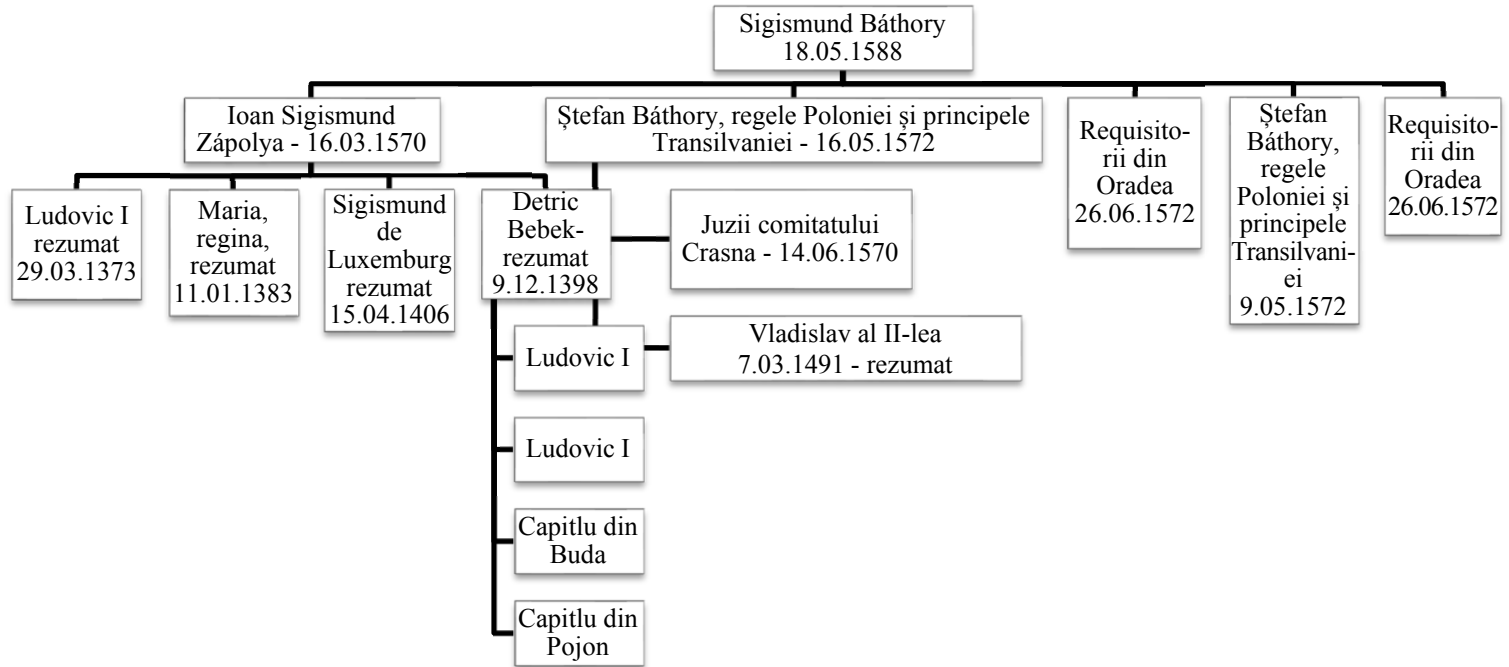 Sigismund Báthory
18.05.1588
Ioan Sigismund
Zápolya - 16.03.1570
Ștefan Báthory, regele Poloniei și principele
Transilvaniei - 16.05.1572
Requisito-
rii din
Oradea
26.06.1572
Ștefan
Báthory,
regele
Poloniei și
principele
Transilvani-
ei
9.05.1572
Requisito-
rii din
Oradea
26.06.1572
Ludovic I
rezumat
29.03.1373
Maria,
regina,
rezumat
11.01.1383
Sigismund
de
Luxemburg
rezumat
15.04.1406
Detric
Bebek-
rezumat
9.12.1398
Juzii comitatului
Crasna - 14.06.1570
Vladislav al II-lea
7.03.1491 - rezumat
Ludovic I
Ludovic I
Capitlu din
Buda
Capitlu din
Pojon